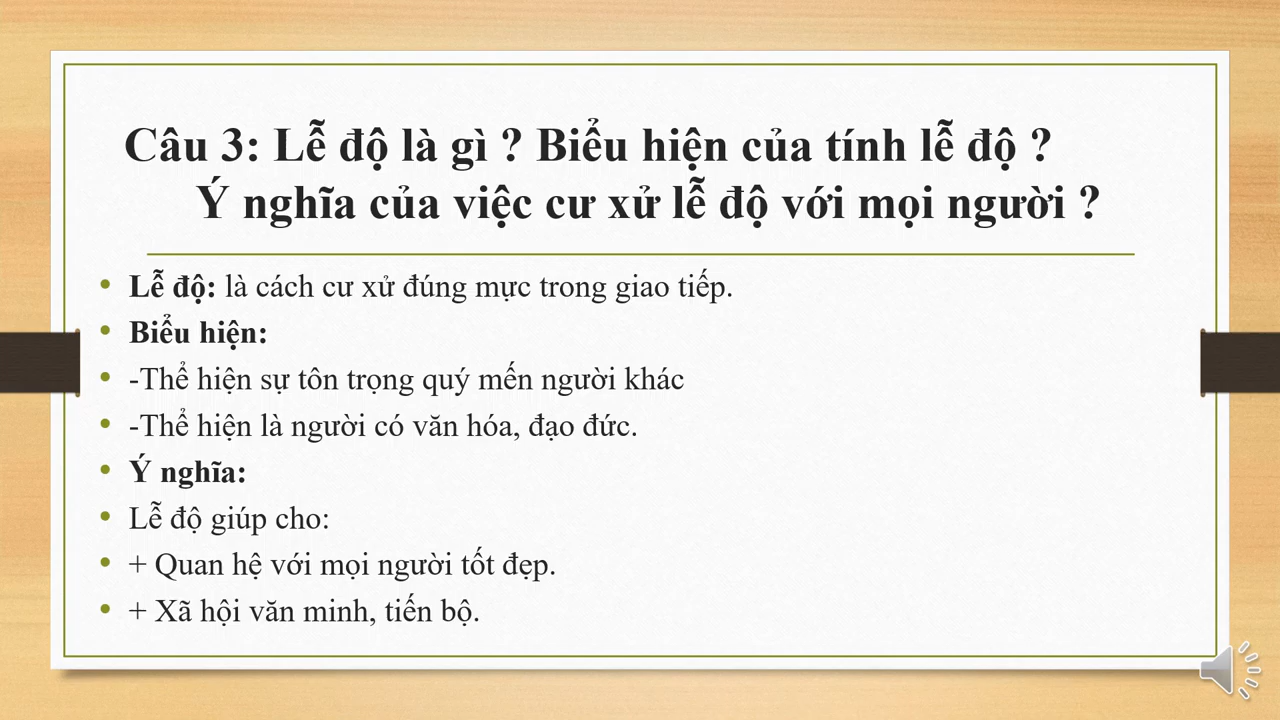 Câu 3: Lễ độ là gì ? Biểu hiện của tính lễ độ ?
Ý nghĩa của việc cư xử lễ độ với mọi người ?
• Lễ độ: là cách cư xử đúng mực trong giao tiếp.
• Biểu hiện:
• -Thể hiện sự tôn trọng quý mến người khác
• -Thể hiện là người có văn hóa, đạo đức.
• Ý nghĩa:
• Lễ độ giúp cho:
• + Quan hệ với mọi người tốt đẹp.
• + Xã hội văn minh, tiến bộ.